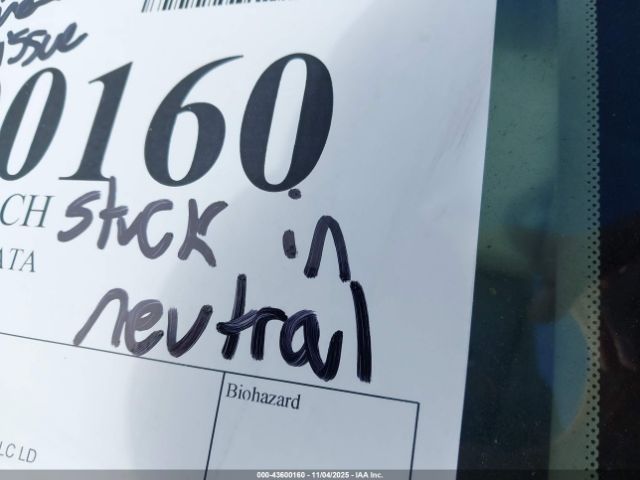 issue
0160
CH stuck in
ATA
neutral
Biohazard
LC LD
000-43600160 - 11/04/2025 - IAA Inc.